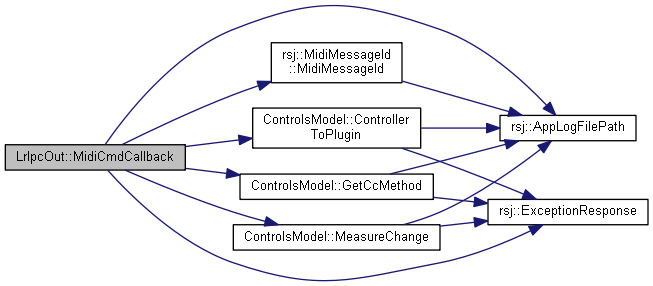 LrIpcOut::MidiCmdCallback
rsj::MidiMessageId
::MidiMessageId
ControlsModel::Controller
ToPlugin
ControlsModel::GetCcMethod
ControlsModel::MeasureChange
rsj::AppLogFilePath
rsj::ExceptionResponse